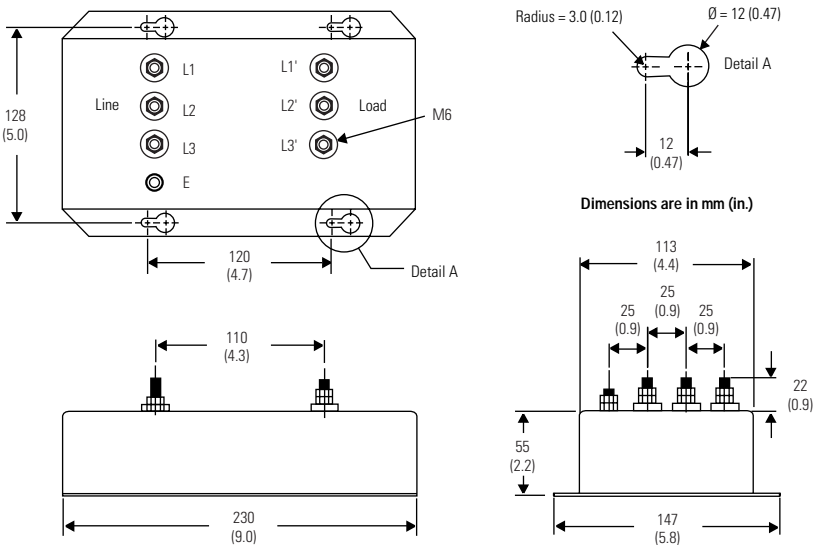 Radius = 3.0 (0.12)
Ø = 12 (0.47)
Detail A
12
(0.47)
L1
L1'
Line
L2
L2'
Load
M6
L3
L3'
E
128
(5.0)
120
(4.7)
Detail A
Dimensions are in mm (in.)
110
(4.3)
230
(9.0)
113
(4.4)
25
(0.9)
25
(0.9)
25
(0.9)
22
(0.9)
55
(2.2)
147
(5.8)